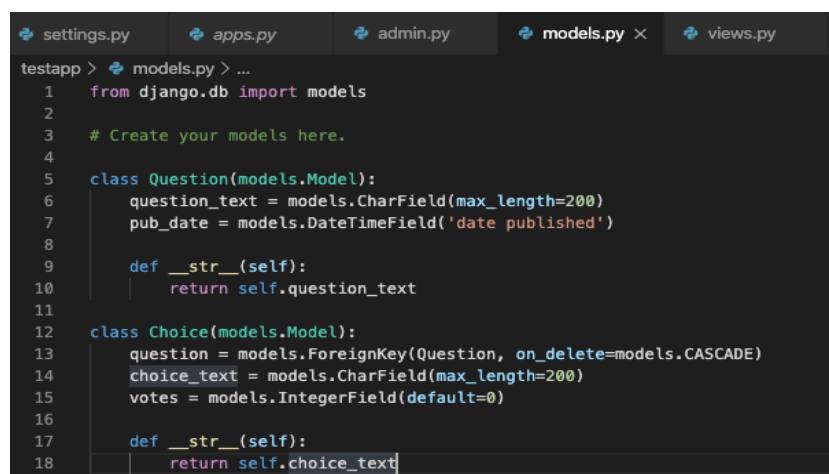 settings.py apps.py admin.py models.py × views.py
testapp > models.py > ...
1 from django.db import models
2
3 # Create your models here.
4
5 class Question(models.Model):
6     question_text = models.CharField(max_length=200)
7     pub_date = models.DateTimeField('date published')
8
9     def __str__(self):
10         return self.question_text
11
12 class Choice(models.Model):
13     question = models.ForeignKey(Question, on_delete=models.CASCADE)
14     choice_text = models.CharField(max_length=200)
15     votes = models.IntegerField(default=0)
16
17     def __str__(self):
18         return self.choice_text